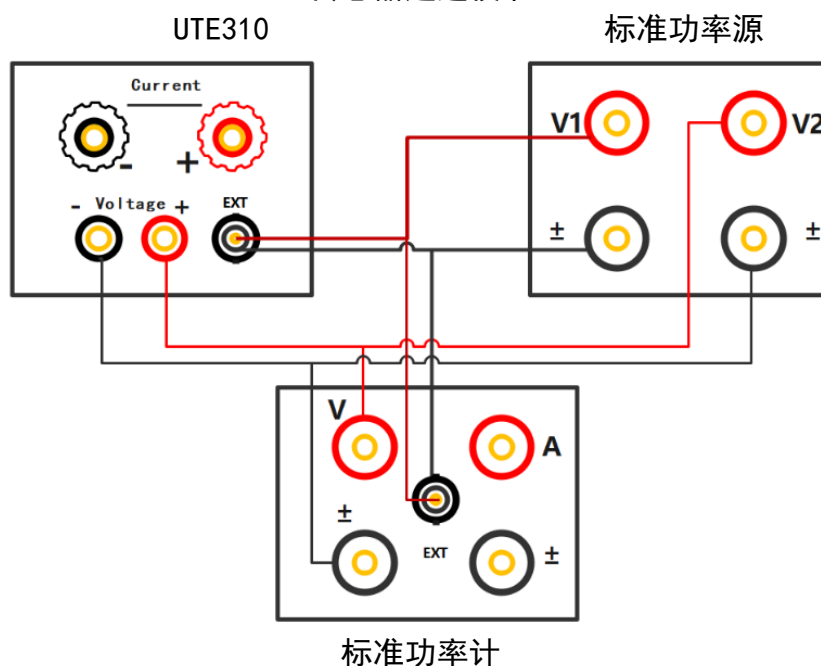 UTE310
标准功率源
Current
- +
V1
V2
- Voltage +
EXT
±
±
V
A
±
EXT
±
标准功率计